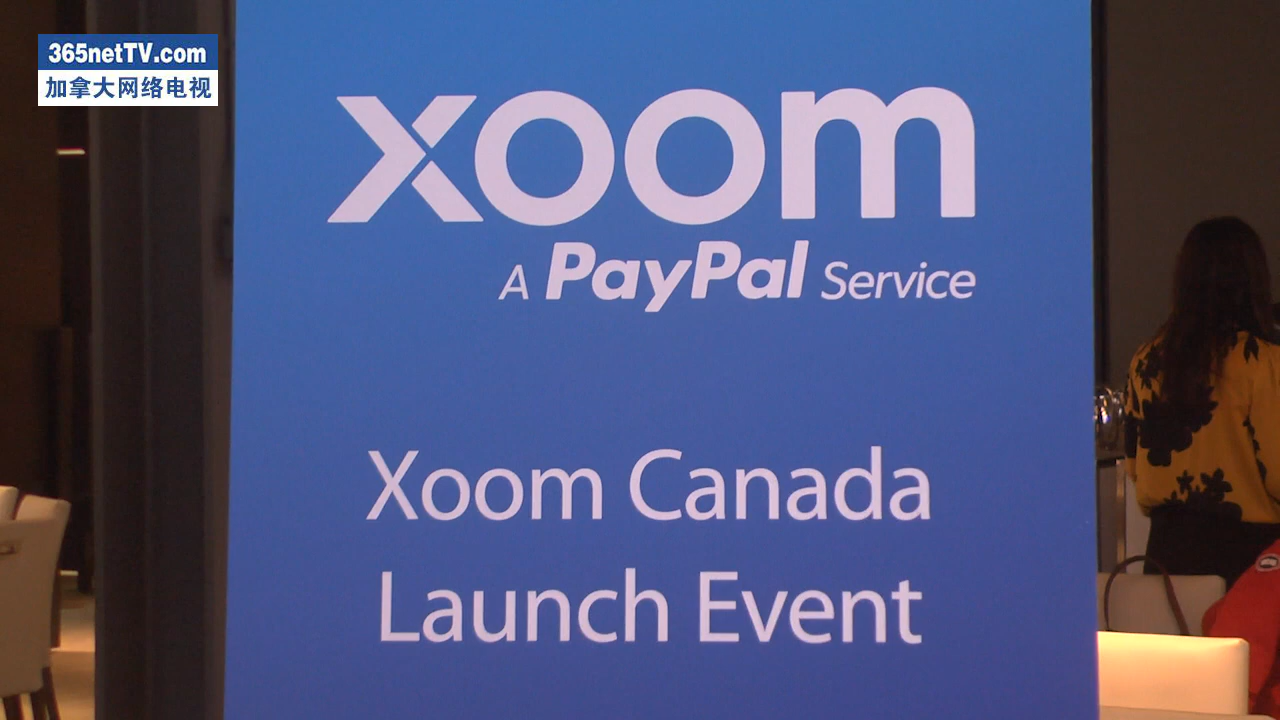 365netTV.com
加拿大网络电视
xoom
A PayPal Service
Xoom Canada
Launch Event